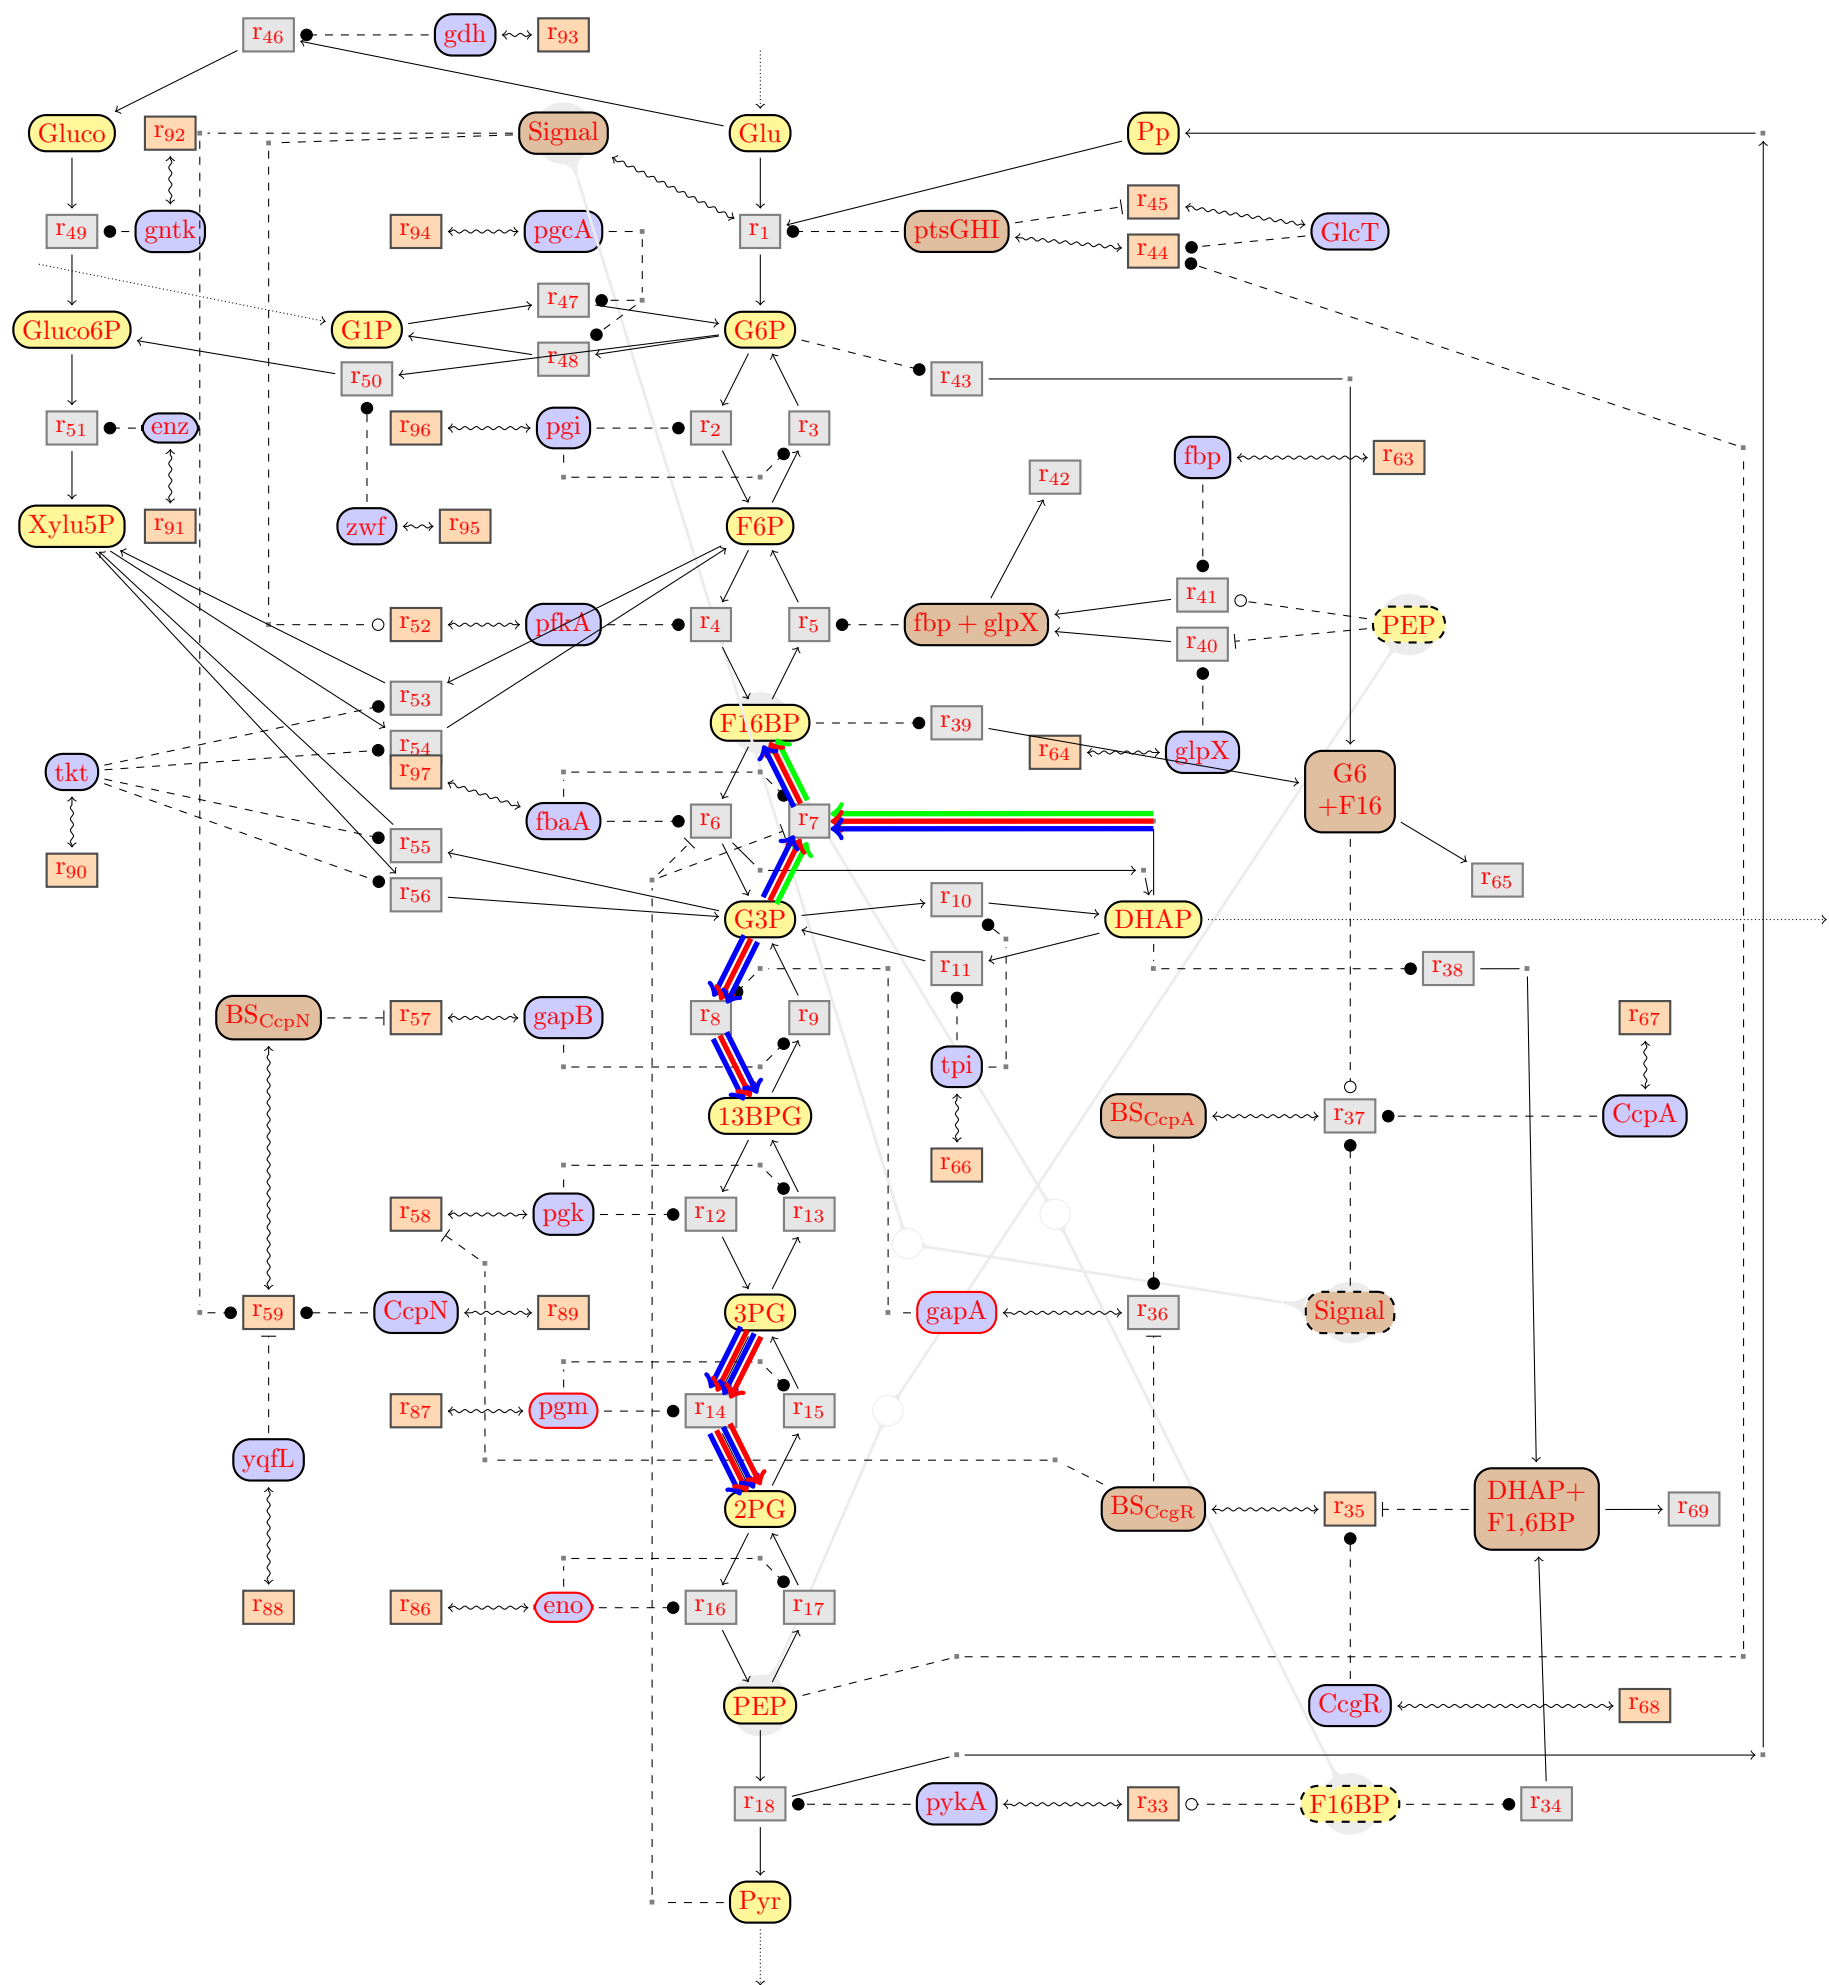 r46 gdh r93
Gluco r92 Signal Glu Pp
r45
r49 gntk r94 pgcA r1 ptsGHI GlcT
r44
r47
Gluco6P G1P G6P
r48
r50 r43
r51 enz r96 pgi r2 r3
fbp r63
r42
Xylu5P r91 zwf r95 F6P
r41
r52 pfkA r4 r5 fbp + glpX PEP
r40
r53
F16BP r39
r54 r64 glpX
tkt r97
G6
+F16
fbaA r6 r7
r55
r90 r65
r56 r10
G3P DHAP
r11 r38
BSCcpN r57 gapB r8 r9 r67
tpi
13BPG BSCcpA r37 CcpA
r66
r58 pgk r12 r13
r59 CcpN r89 3PG gapA r36 Signal
r87 pgm r14 r15
yqfL
2PG BSCcgR r35 DHAP+
F1,6BP r69
r88 r86 eno r16 r17
PEP CcgR r68
r18 pykA r33 F16BP r34
Pyr